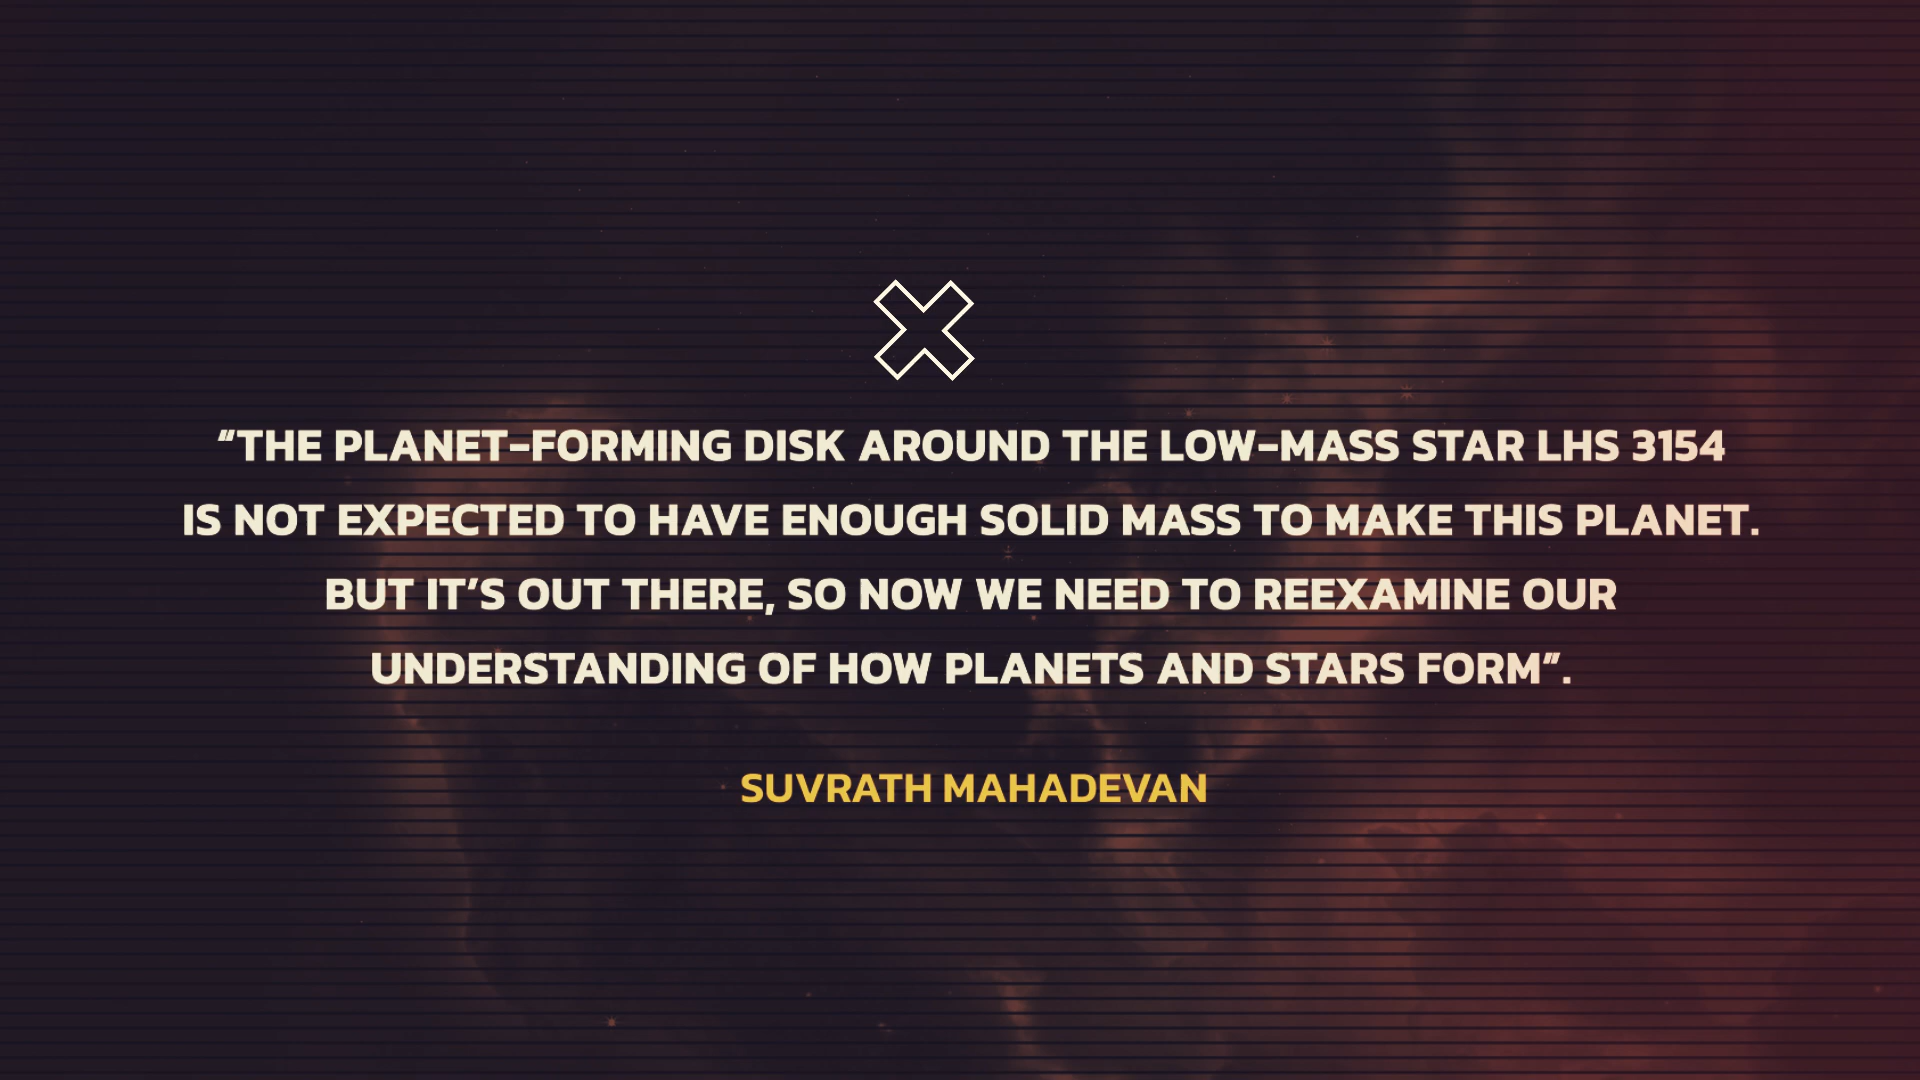 “THE PLANET-FORMING DISK AROUND THE LOW-MASS STAR LHS 3154
IS NOT EXPECTED TO HAVE ENOUGH SOLID MASS TO MAKE THIS PLANET.
BUT IT’S OUT THERE, SO NOW WE NEED TO REEXAMINE OUR
UNDERSTANDING OF HOW PLANETS AND STARS FORM”.
SUVRATH MAHADEVAN